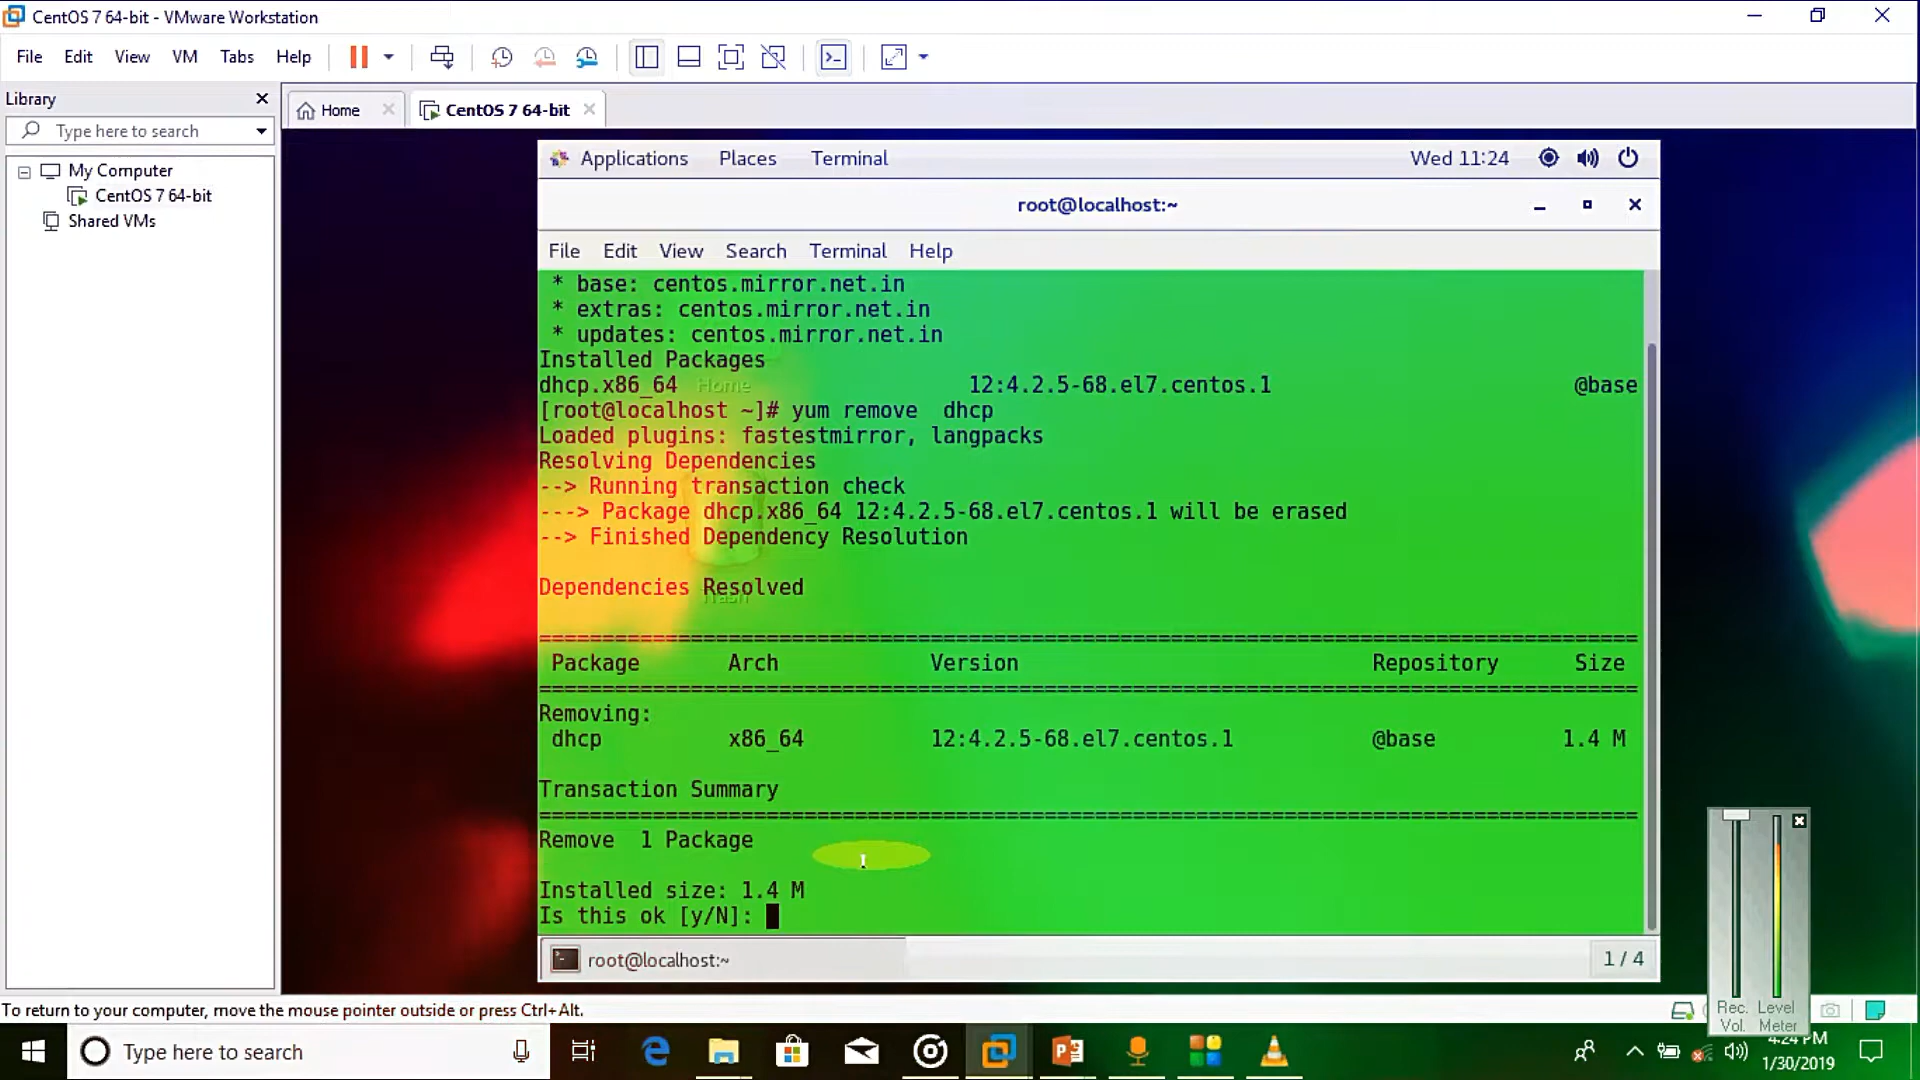 CentOS 7 64-bit - VMware Workstation
File Edit View VM Tabs Help
Library
Type here to search
My Computer
CentOS 7 64-bit
Shared VMs
Home
CentOS 7 64-bit
Applications Places Terminal Wed 11:24
root@localhost:~
File Edit View Search Terminal Help
* base: centos.mirror.net.in
* extras: centos.mirror.net.in
* updates: centos.mirror.net.in
Installed Packages
dhcp.x86_64 12:4.2.5-68.el7.centos.1 @base
Home
[root@localhost ~]# yum remove  dhcp
Loaded plugins: fastestmirror, langpacks
Resolving Dependencies
--> Running transaction check
---> Package dhcp.x86_64 12:4.2.5-68.el7.centos.1 will be erased
--> Finished Dependency Resolution
Dependencies Resolved
Trash
================================================================================
Package Arch Version Repository Size
================================================================================
Removing:
dhcp x86_64 12:4.2.5-68.el7.centos.1 @base 1.4 M
Transaction Summary
================================================================================
Remove  1 Package
Installed size: 1.4 M
Is this ok [y/N]:
root@localhost:~ 1 / 4
To return to your computer, move the mouse pointer outside or press Ctrl+Alt.
Rec. Level
Vol. Meter
Type here to search
4:24 PM
1/30/2019